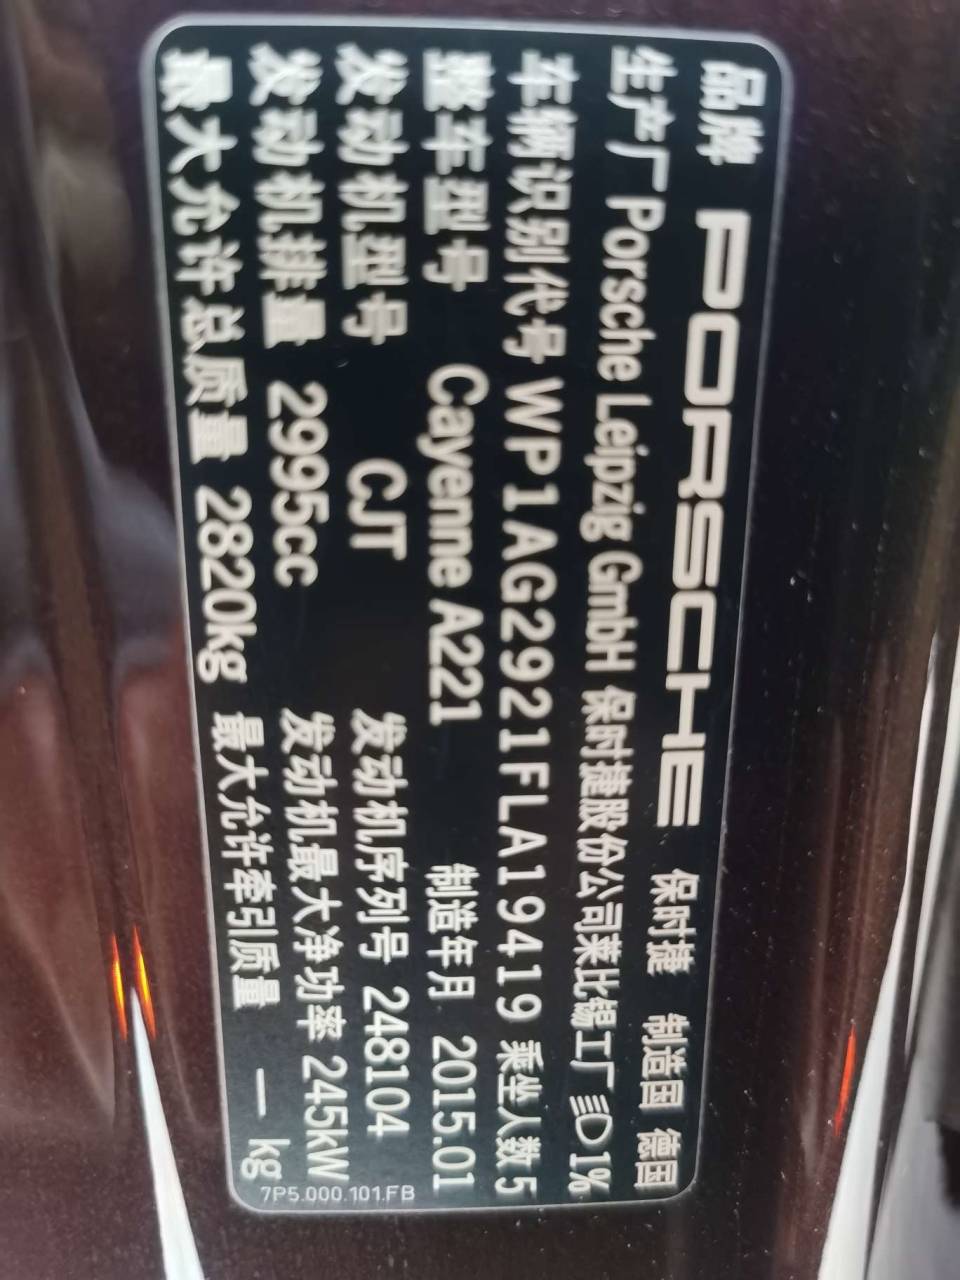 品牌 PORSCHE 保时捷 制造国 德国
生产厂 Porsche Leipzig GmbH 保时捷股份公司莱比锡工厂 1%
车辆识别代号 WP1AG2921FLA19419 乘坐人数 5
整车型号 Cayenne A221 制造年月 2015.01
发动机型号 CJT 发动机序列号 248104
发动机排量 2995cc 发动机最大净功率 245kW
最大允许总质量 2820kg 最大允许牵引质量 — kg
7P5.000.101.FB